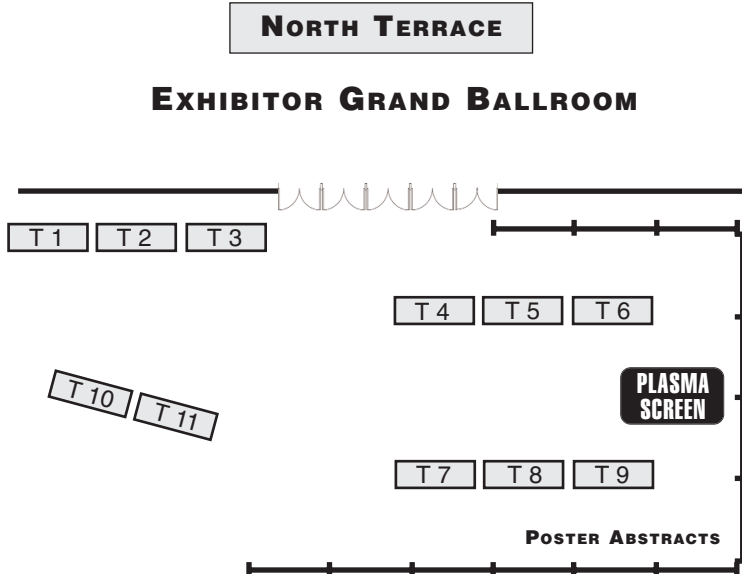 NORTH TERRACE
EXHIBITOR GRAND BALLROOM
T 1 T 2 T 3
T 4 T 5 T 6
PLASMA
SCREEN
T 10 T 11
T 7 T 8 T 9
POSTER ABSTRACTS